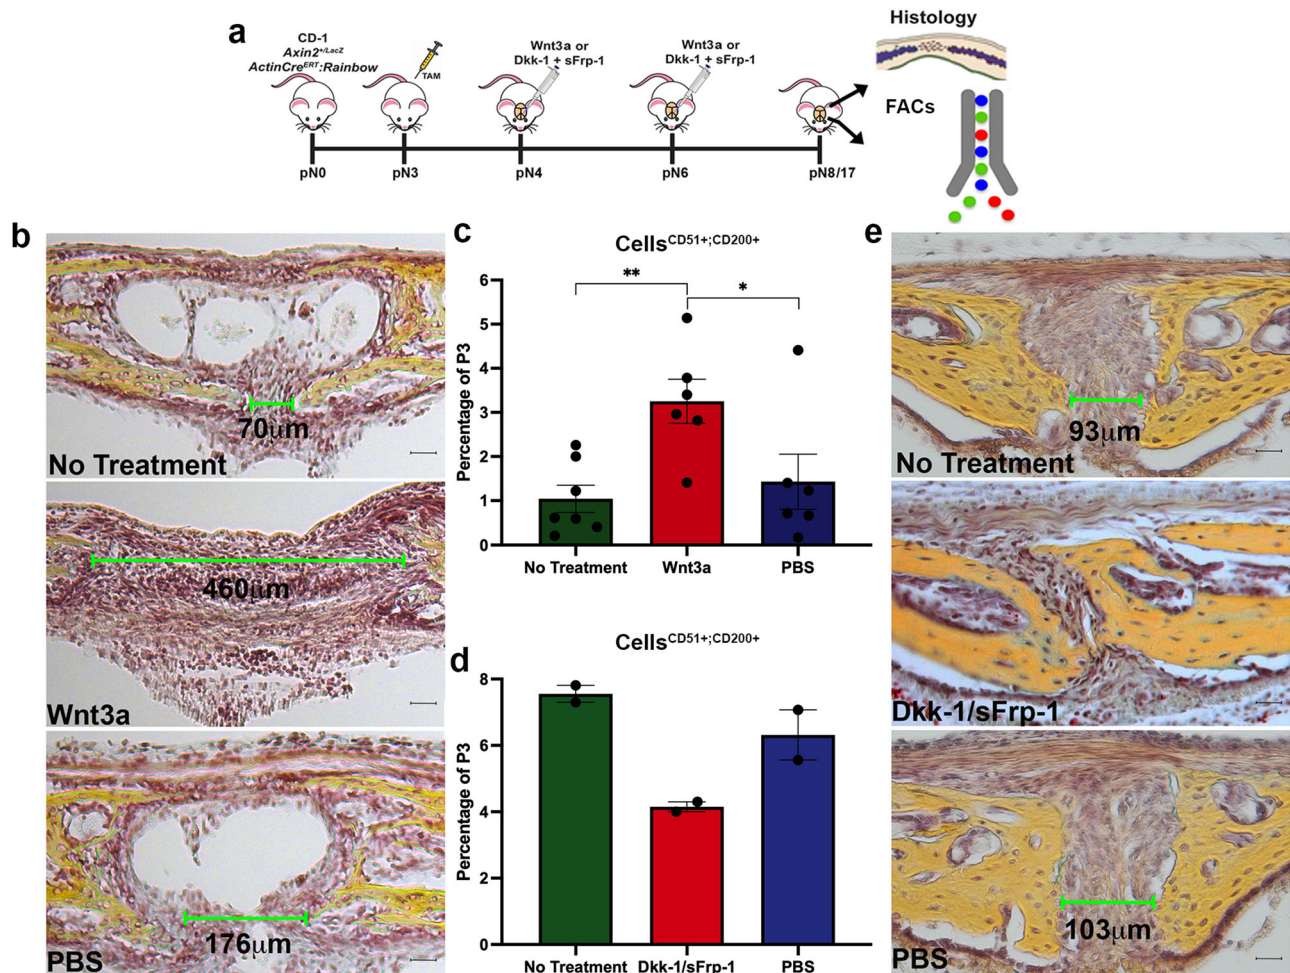 a
CD-1
Axin2+/LacZ
ActinCreERT:Rainbow
TAM
Wnt3a or
Dkk-1 + sFrp-1
Wnt3a or
Dkk-1 + sFrp-1
Histology
FACs
pN0
pN3
pN4
pN6
pN8/17
b
70μm
No Treatment
460μm
Wnt3a
176μm
PBS
c
CellsCD51+;CD200+
**
*
Percentage of P3
6
5
4
3
2
1
0
No Treatment
Wnt3a
PBS
d
CellsCD51+;CD200+
Percentage of P3
8
6
4
2
0
No Treatment
Dkk-1/sFrp-1
PBS
e
93μm
No Treatment
Dkk-1/sFrp-1
103μm
PBS